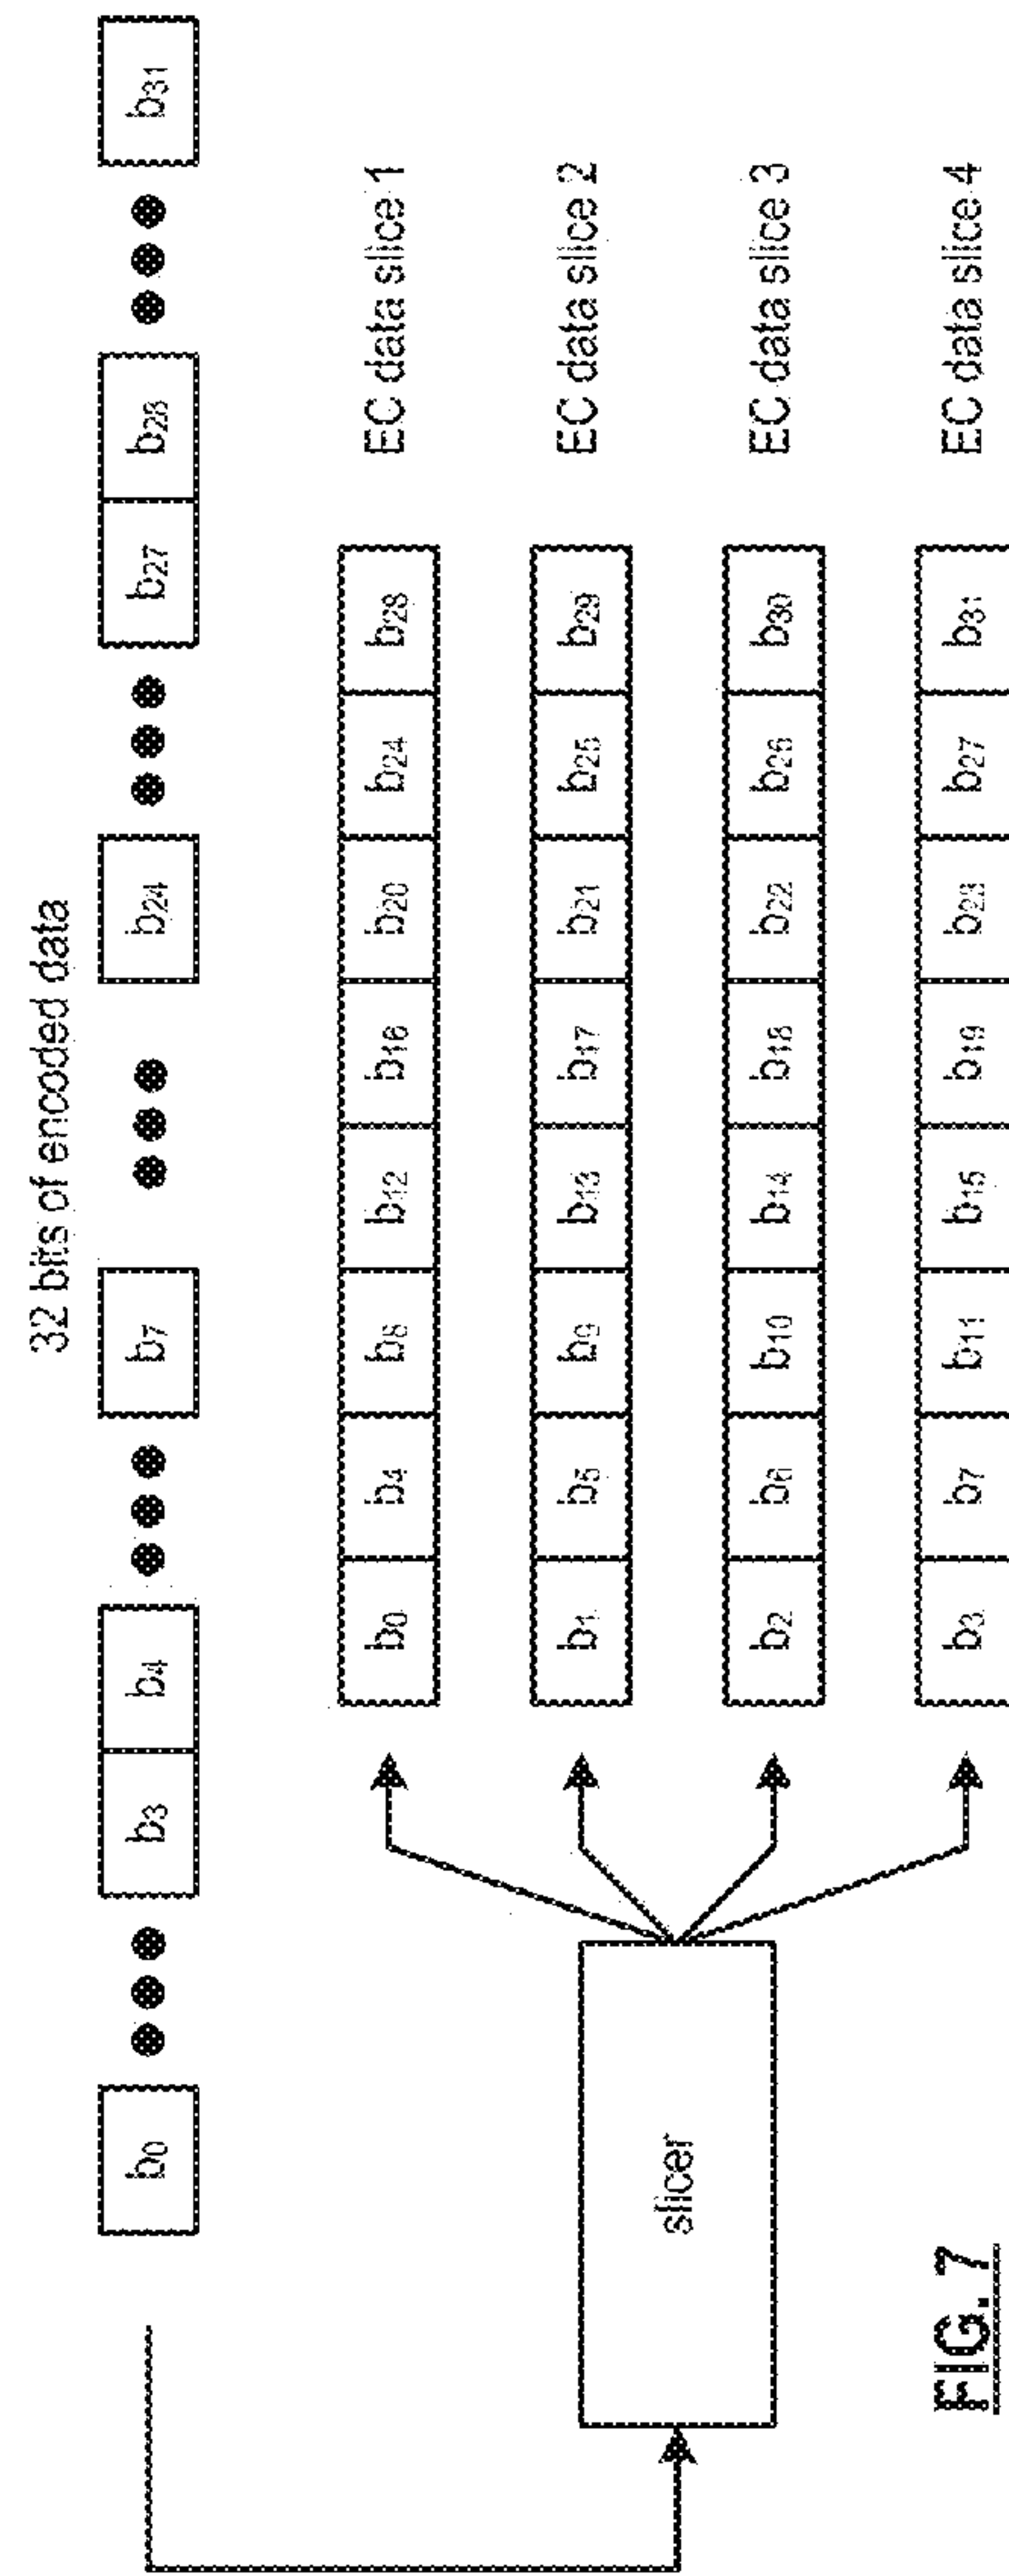 32 bits of encoded data
b0 ●●● b3 b4 ●●● b7 ●●● b24 ●●● b27 b28 ●●● b31
slicer
b0 b4 b8 b12 b16 b20 b24 b28 EC data slice 1
b1 b5 b9 b13 b17 b21 b25 b29 EC data slice 2
b2 b6 b10 b14 b18 b22 b26 b30 EC data slice 3
b3 b7 b11 b15 b19 b23 b27 b31 EC data slice 4
FIG. 7